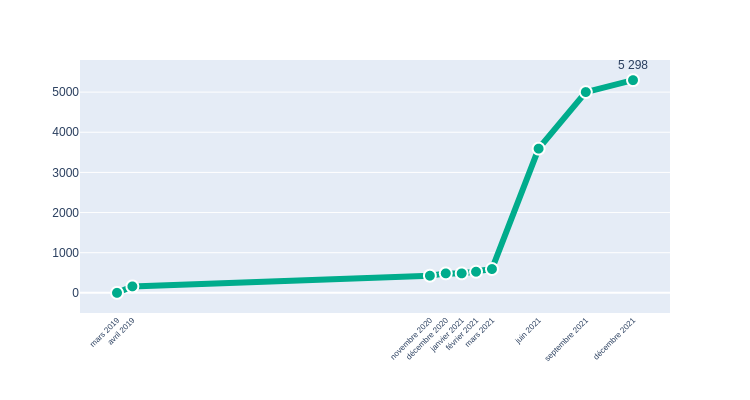 5 298
5000
4000
3000
2000
1000
0
mars 2019
avril 2019
novembre 2020
décembre 2020
janvier 2021
février 2021
mars 2021
juin 2021
septembre 2021
décembre 2021